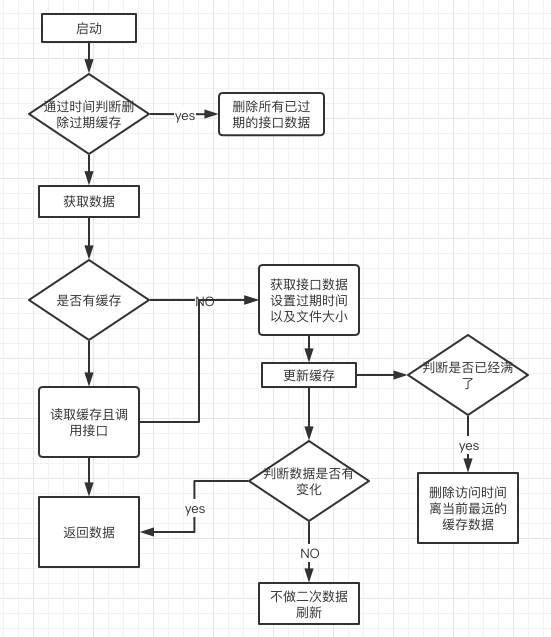 启动
通过时间判断删
除过期缓存
yes
删除所有已过
期的接口数据
获取数据
是否有缓存
NO
获取接口数据
设置过期时间
以及文件大小
更新缓存
判断是否已经满
了
读取缓存且调
用接口
yes
判断数据是否有
变化
删除访问时间
离当前最远的
缓存数据
返回数据
yes
NO
不做二次数据
刷新